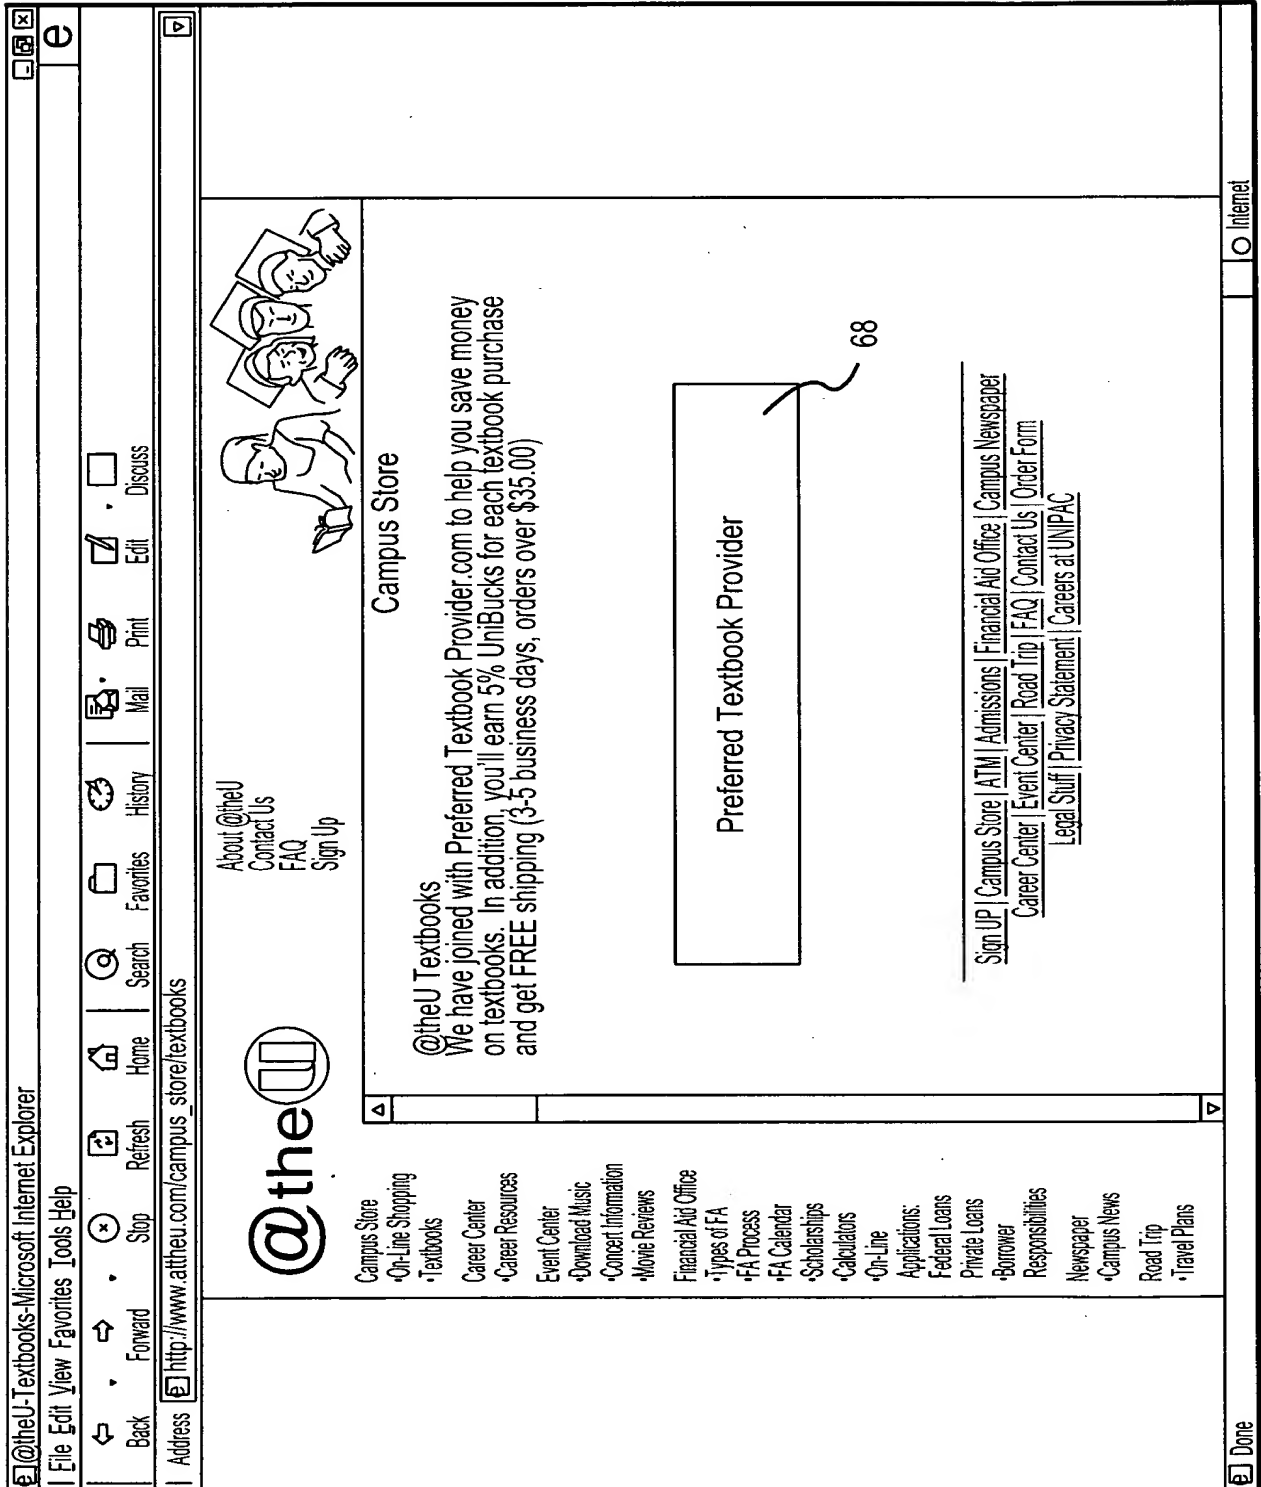 @theU-Textbooks-Microsoft Internet Explorer
File Edit View Favorites Tools Help
e
Back Forward Stop Refresh Home Search Favorites History Mail Print Edit Discuss
Address http://www.attheu.com/campus_store/textbooks
@theU
About @theU
Contact Us
FAQ
Sign Up
Campus Store
•On-Line Shopping
•Textbooks
Career Center
•Career Resources
Event Center
•Download Music
•Concert Information
•Movie Reviews
Financial Aid Office
•Types of FA
•FA Process
•FA Calendar
•Scholarships
•Calculators
•On-Line
Applications:
Federal Loans
Private Loans
•Borrower
Responsibilities
Newspaper
•Campus News
Road Trip
•Travel Plans
Campus Store
@theU Textbooks
We have joined with Preferred Textbook Provider.com to help you save money
on textbooks. In addition, you'll earn 5% UniBucks for each textbook purchase
and get FREE shipping (3-5 business days, orders over $35.00)
Preferred Textbook Provider
68
Sign UP | Campus Store | ATM | Admissions | Financial Aid Office | Campus Newspaper
Career Center | Event Center | Road Trip | FAQ | Contact Us | Order Form
Legal Stuff | Privacy Statement | Careers at UNIPAC
Done
Internet